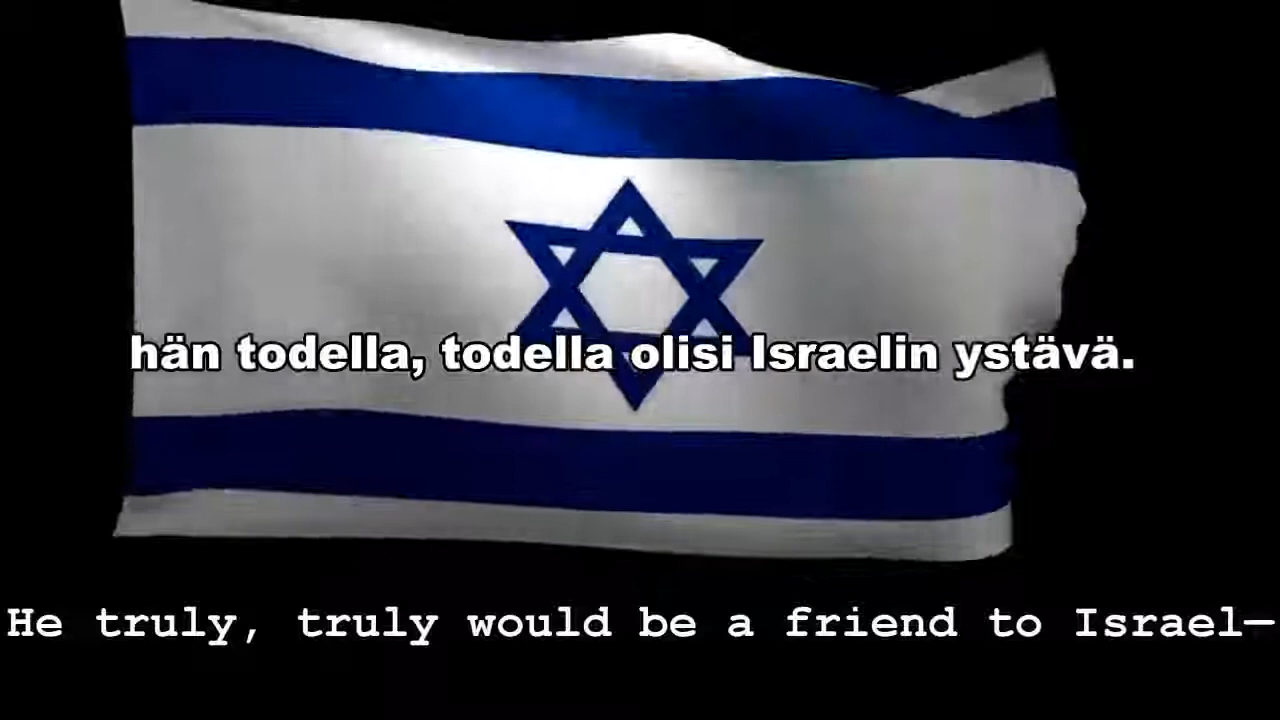 hän todella, todella olisi Israelin ystävä.
He truly, truly would be a friend to Israel—